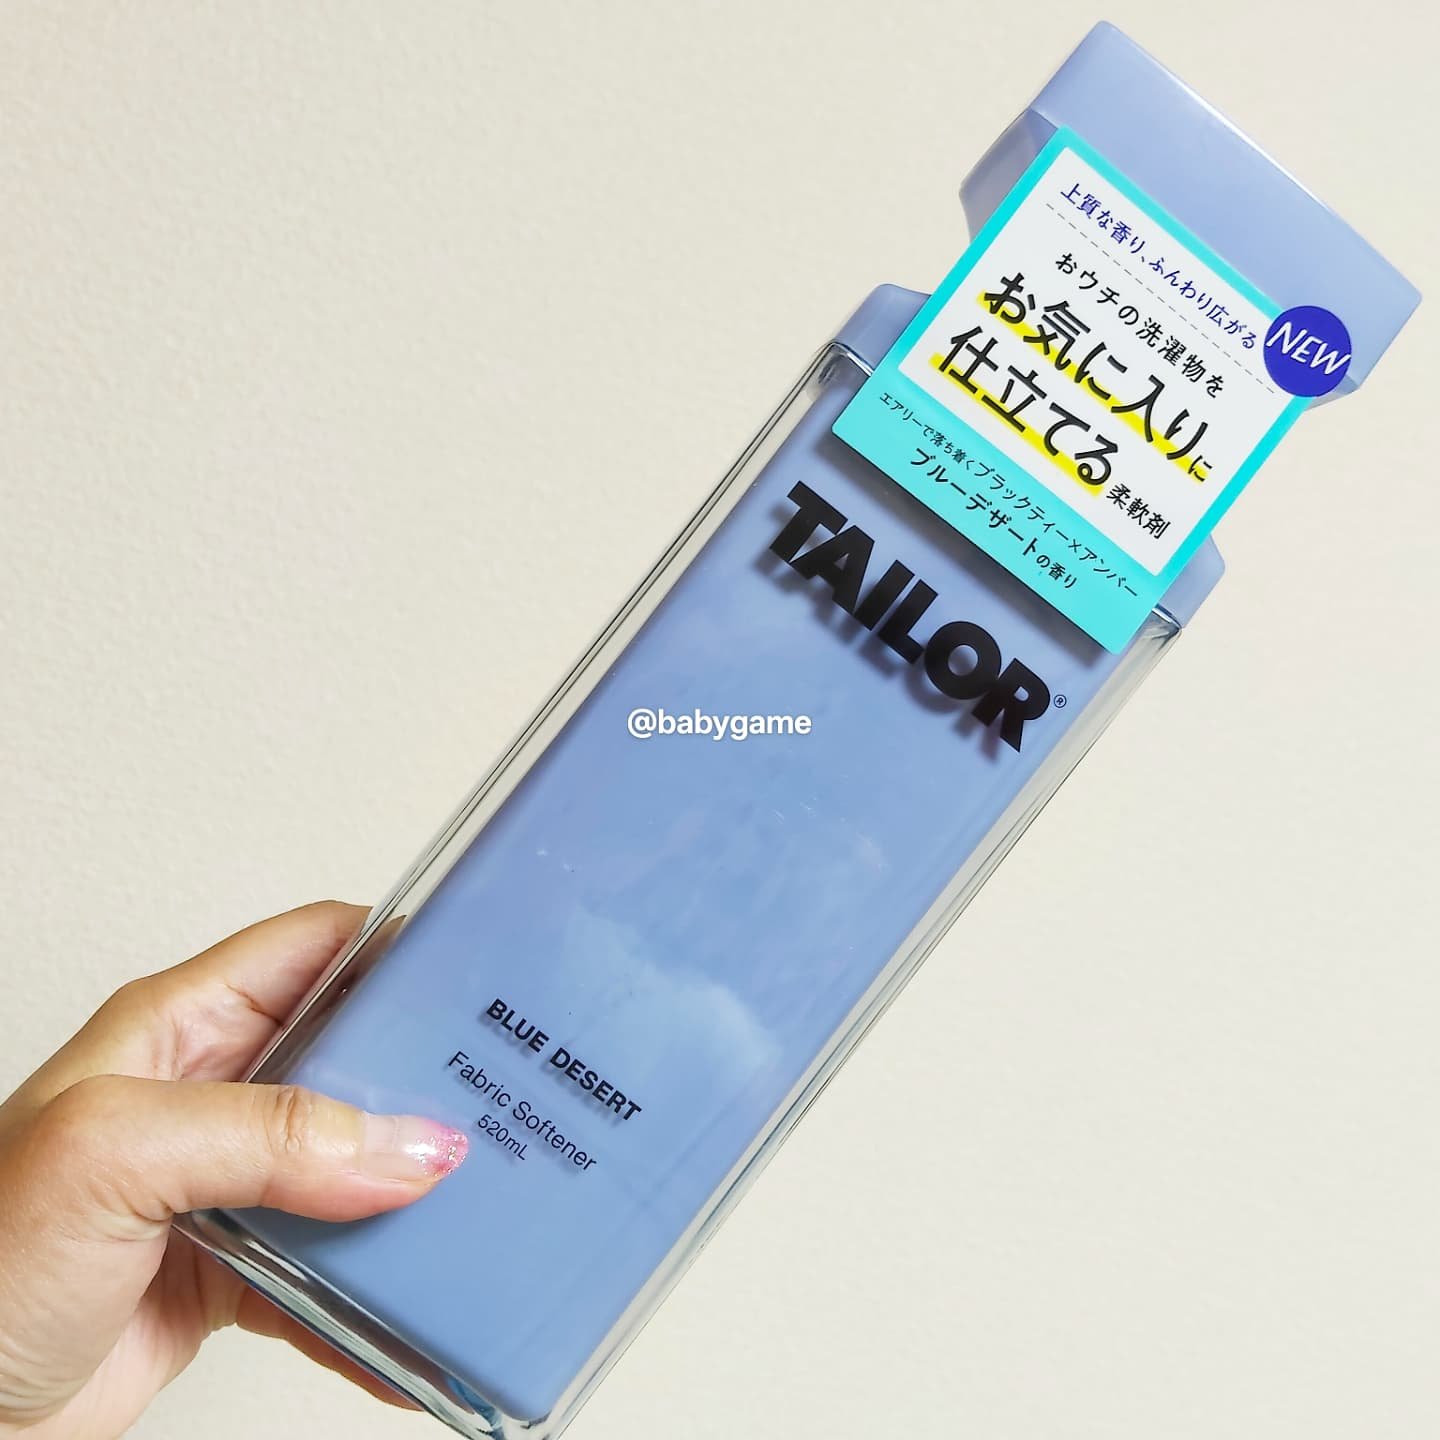 上質な香り、ふんわり広がる
NEW
おウチの洗濯物を
お気に入りに
仕立てる柔軟剤
エアリーで落ち着くブラックティー×アンバー
ブルーデザートの香り
TAILOR®
@babygame
BLUE DESERT
Fabric Softener
520mL